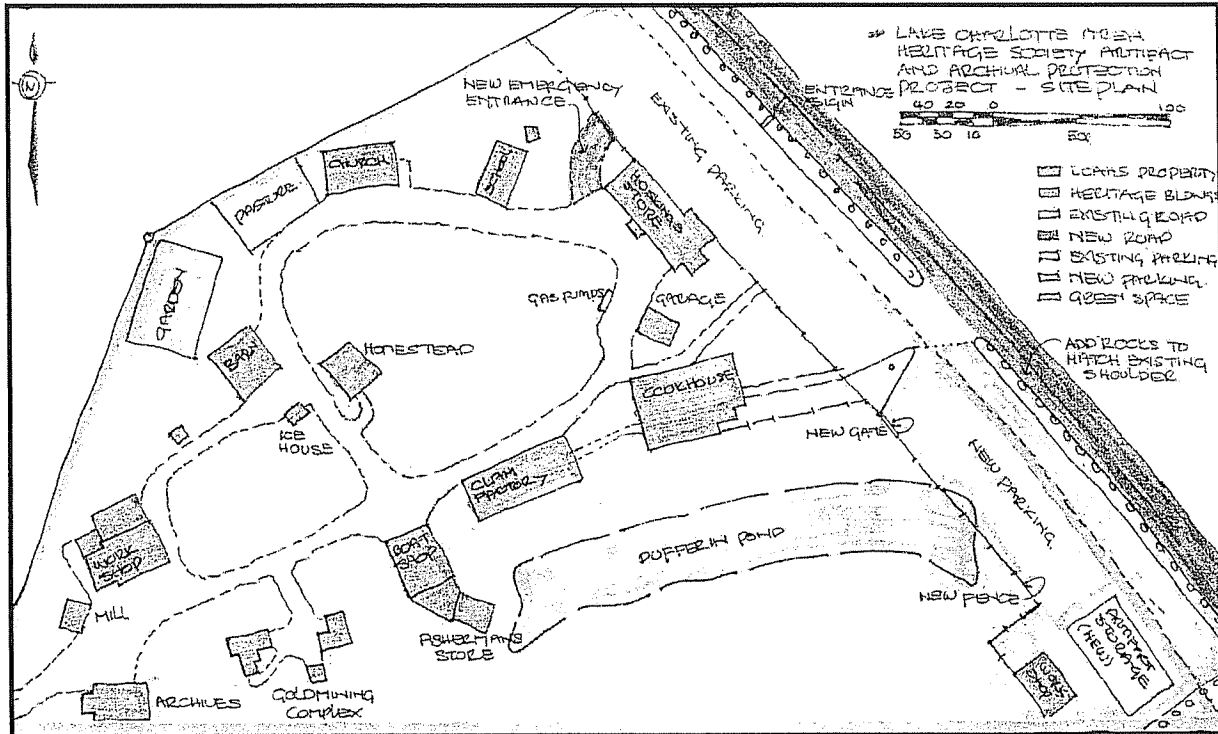 LAKE CHARLOTTE AREA
HERITAGE SOCIETY ARTIFACT
AND ARCHIVAL PROTECTION
PROJECT - SITE PLAN
40 20 0 100
50 30 10 50
LCAHS PROPERTY
HERITAGE BLDNGS
EXISTING ROAD
NEW ROAD
EXISTING PARKING
NEW PARKING
GREEN SPACE
N
NEW EMERGENCY
ENTRANCE
ENTRANCE
SIGN
EXISTING PARKING
CHURCH
SCHOOL
HOSKING
STORE
PASTURE
GARDEN
GAS PUMPS
GARAGE
BARN
HOMESTEAD
COOKHOUSE
ADD ROCKS TO
MATCH EXISTING
SHOULDER
ICE
HOUSE
NEW GATE
CLAM
FACTORY
NEW PARKING
WORK
SHOP
BOAT
SHOP
DUFFERIN POND
MILL
NEW FENCE
FISHERMANS
STORE
ARTIFACT
STORAGE
(NEW)
WORK
SHOP
ARCHIVES
GOLDMINING
COMPLEX